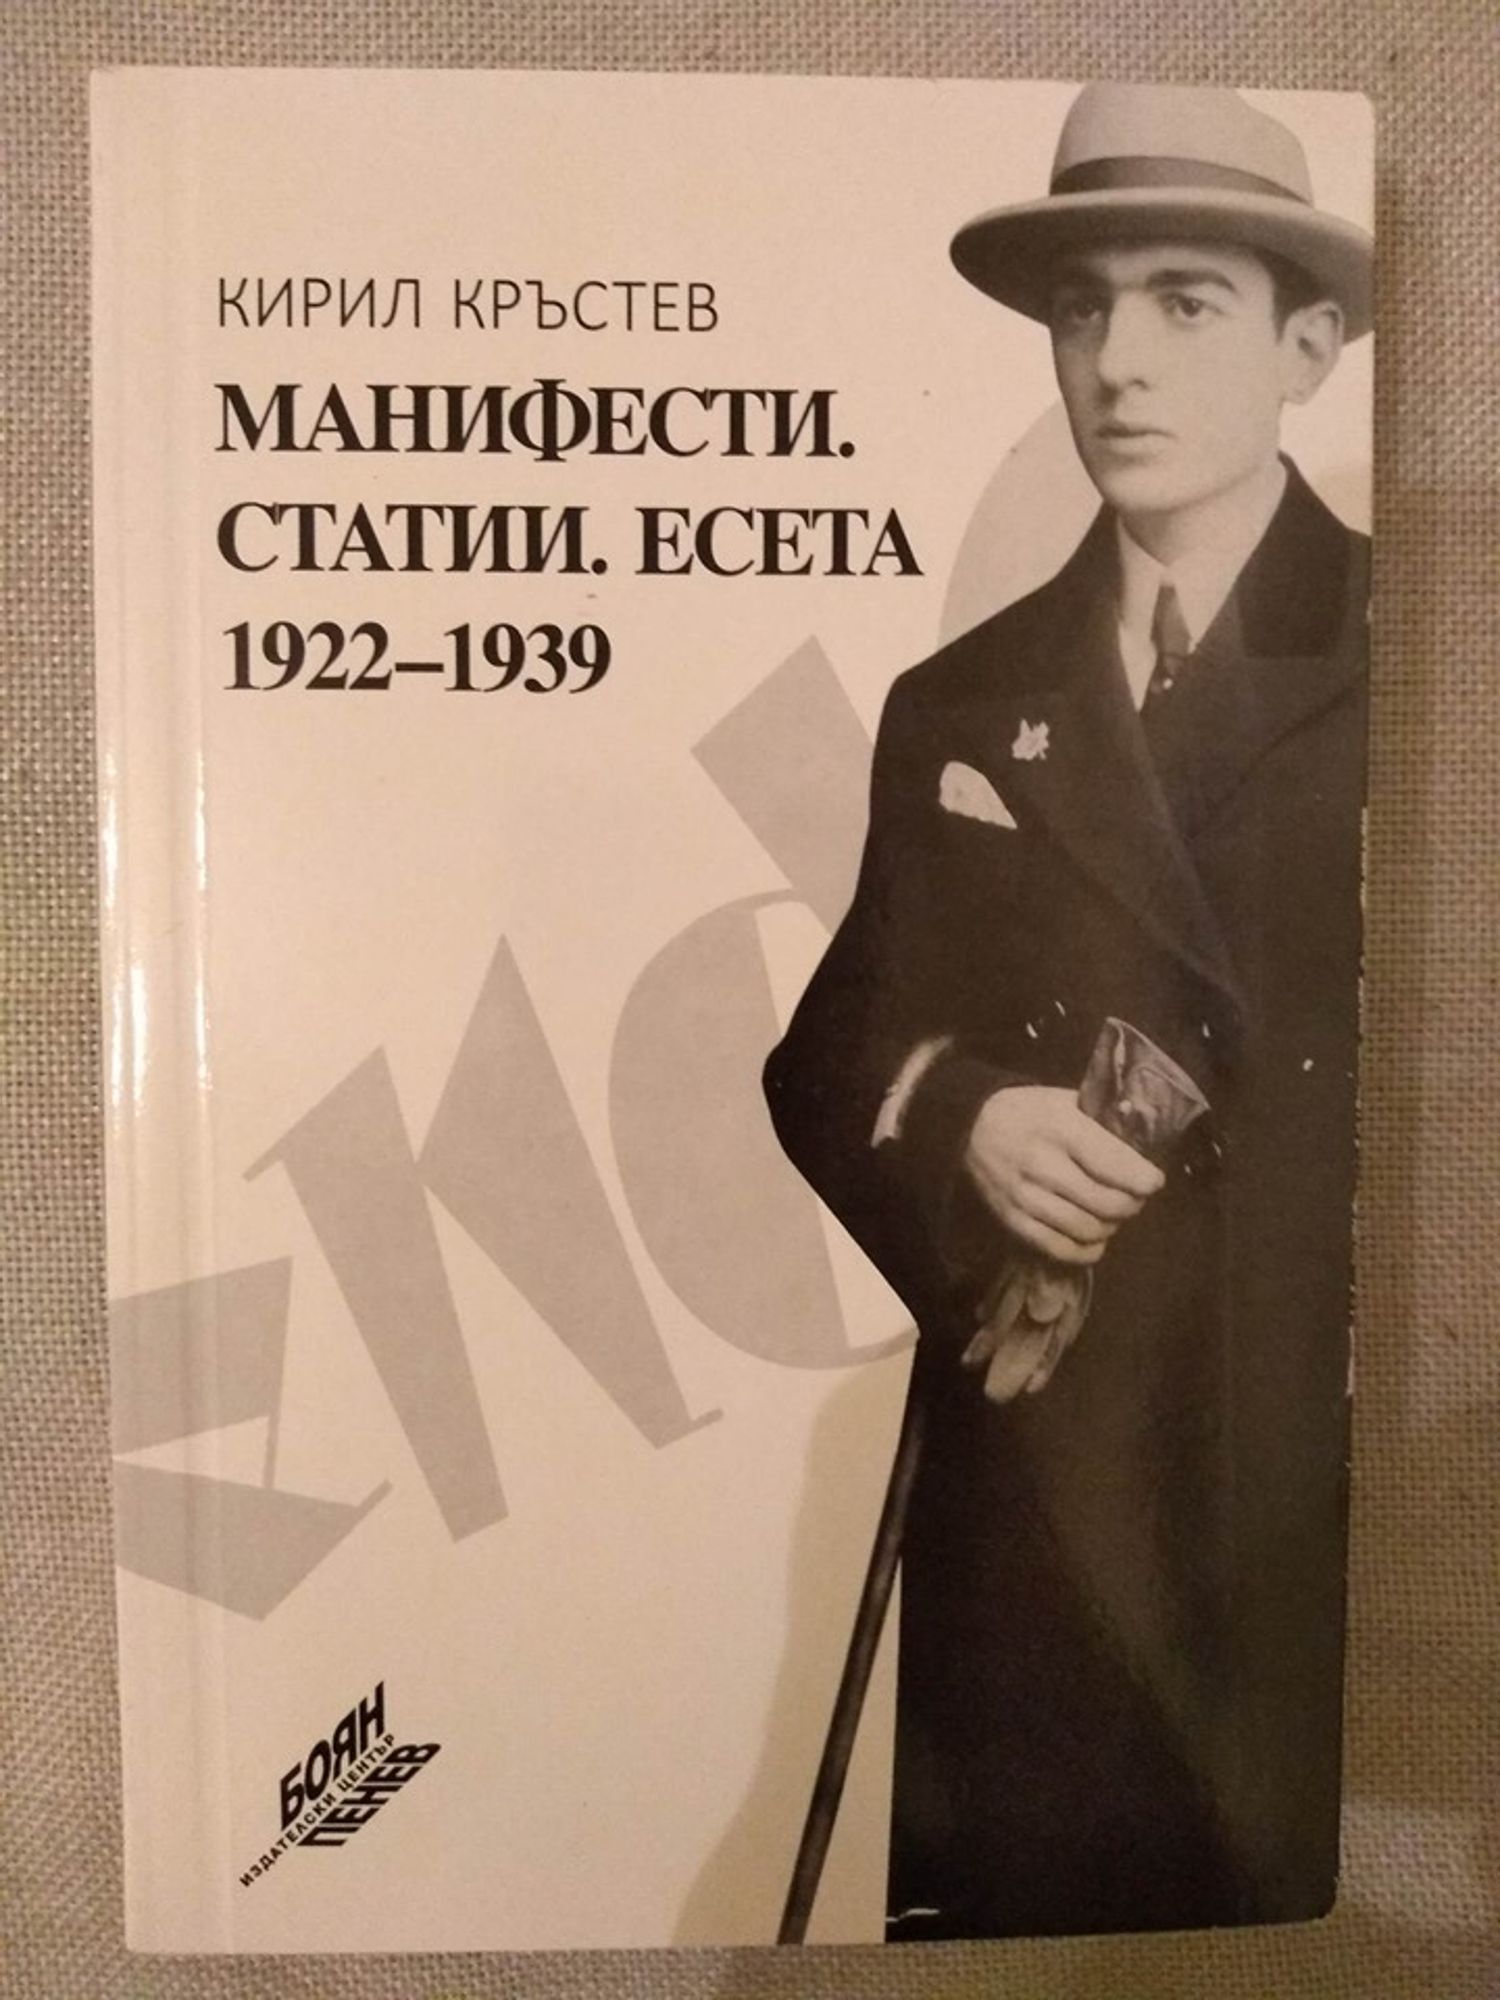 КИРИЛ КРЪСТЕВ
МАНИФЕСТИ.
СТАТИИ. ЕСЕТА
1922–1939
БОЯН
ИЗДАТЕЛСКИ ЦЕНТЪР
ПЕНЕВ